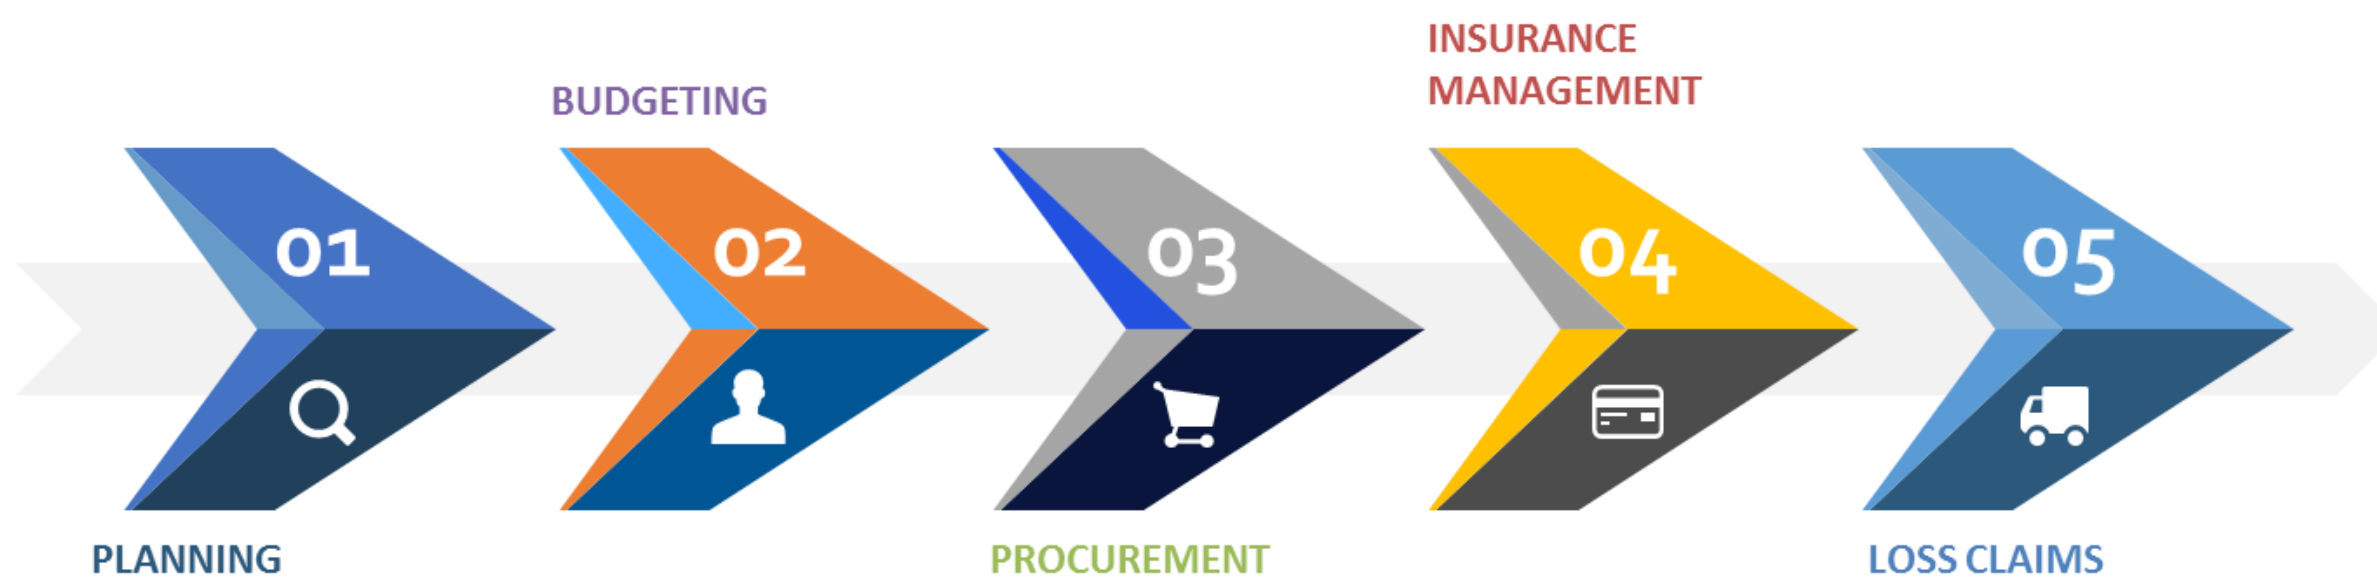 INSURANCE
MANAGEMENT
BUDGETING
01
02
03
04
05
PLANNING
PROCUREMENT
LOSS CLAIMS